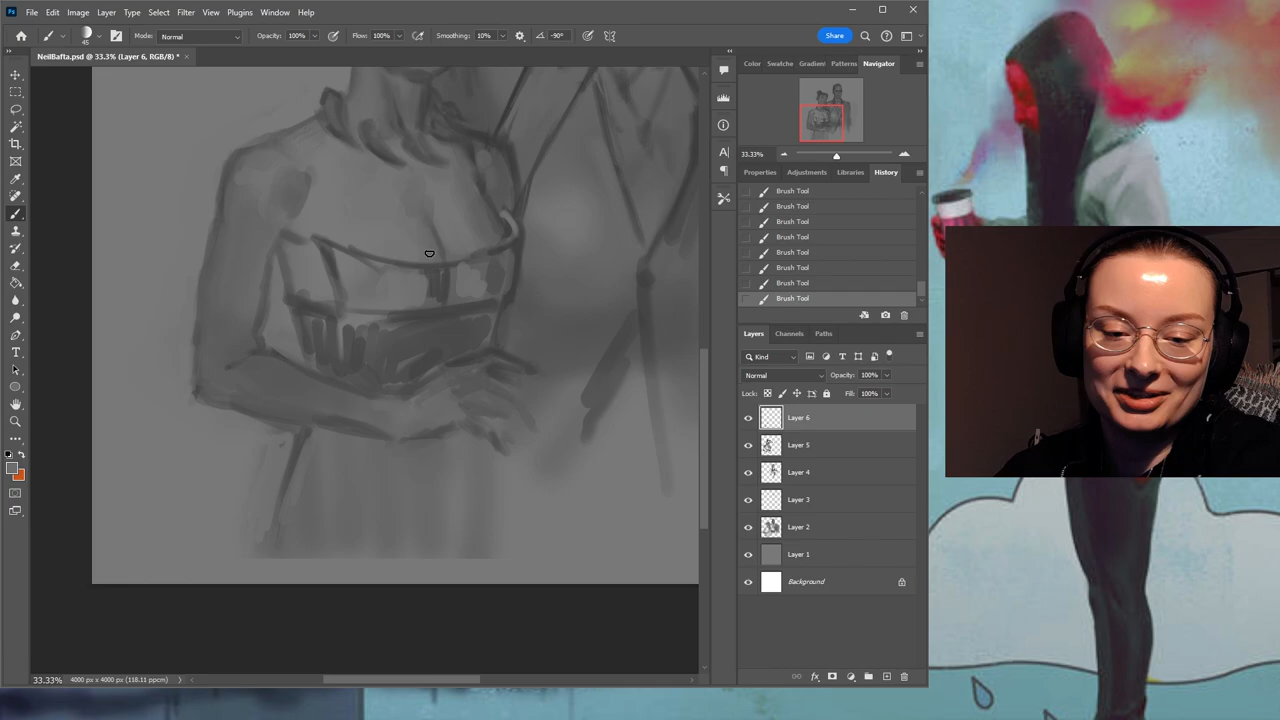 Ps File Edit Image Layer Type Select Filter View Plugins Window Help
45 Mode: Normal Opacity: 100% Flow: 100% Smoothing: 10% -90° Share
NeilBafta.psd @ 33.3% (Layer 6, RGB/8) *
Color Swatche Gradien Patterns Navigator
33.33%
Properties Adjustments Libraries History
Brush Tool
Brush Tool
Brush Tool
Brush Tool
Brush Tool
Brush Tool
Brush Tool
Brush Tool
Layers Channels Paths
Kind
Normal Opacity: 100%
Lock: Fill: 100%
Layer 6
Layer 5
Layer 4
Layer 3
Layer 2
Layer 1
Background
33.33% 4000 px x 4000 px (118.11 ppcm)